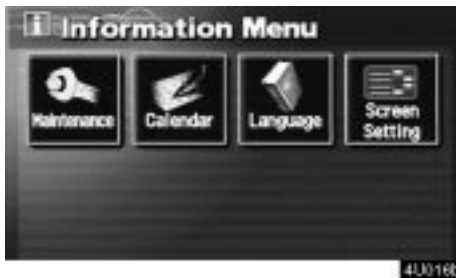 i Information Menu
Maintenance Calendar Language Screen Setting
4U016b